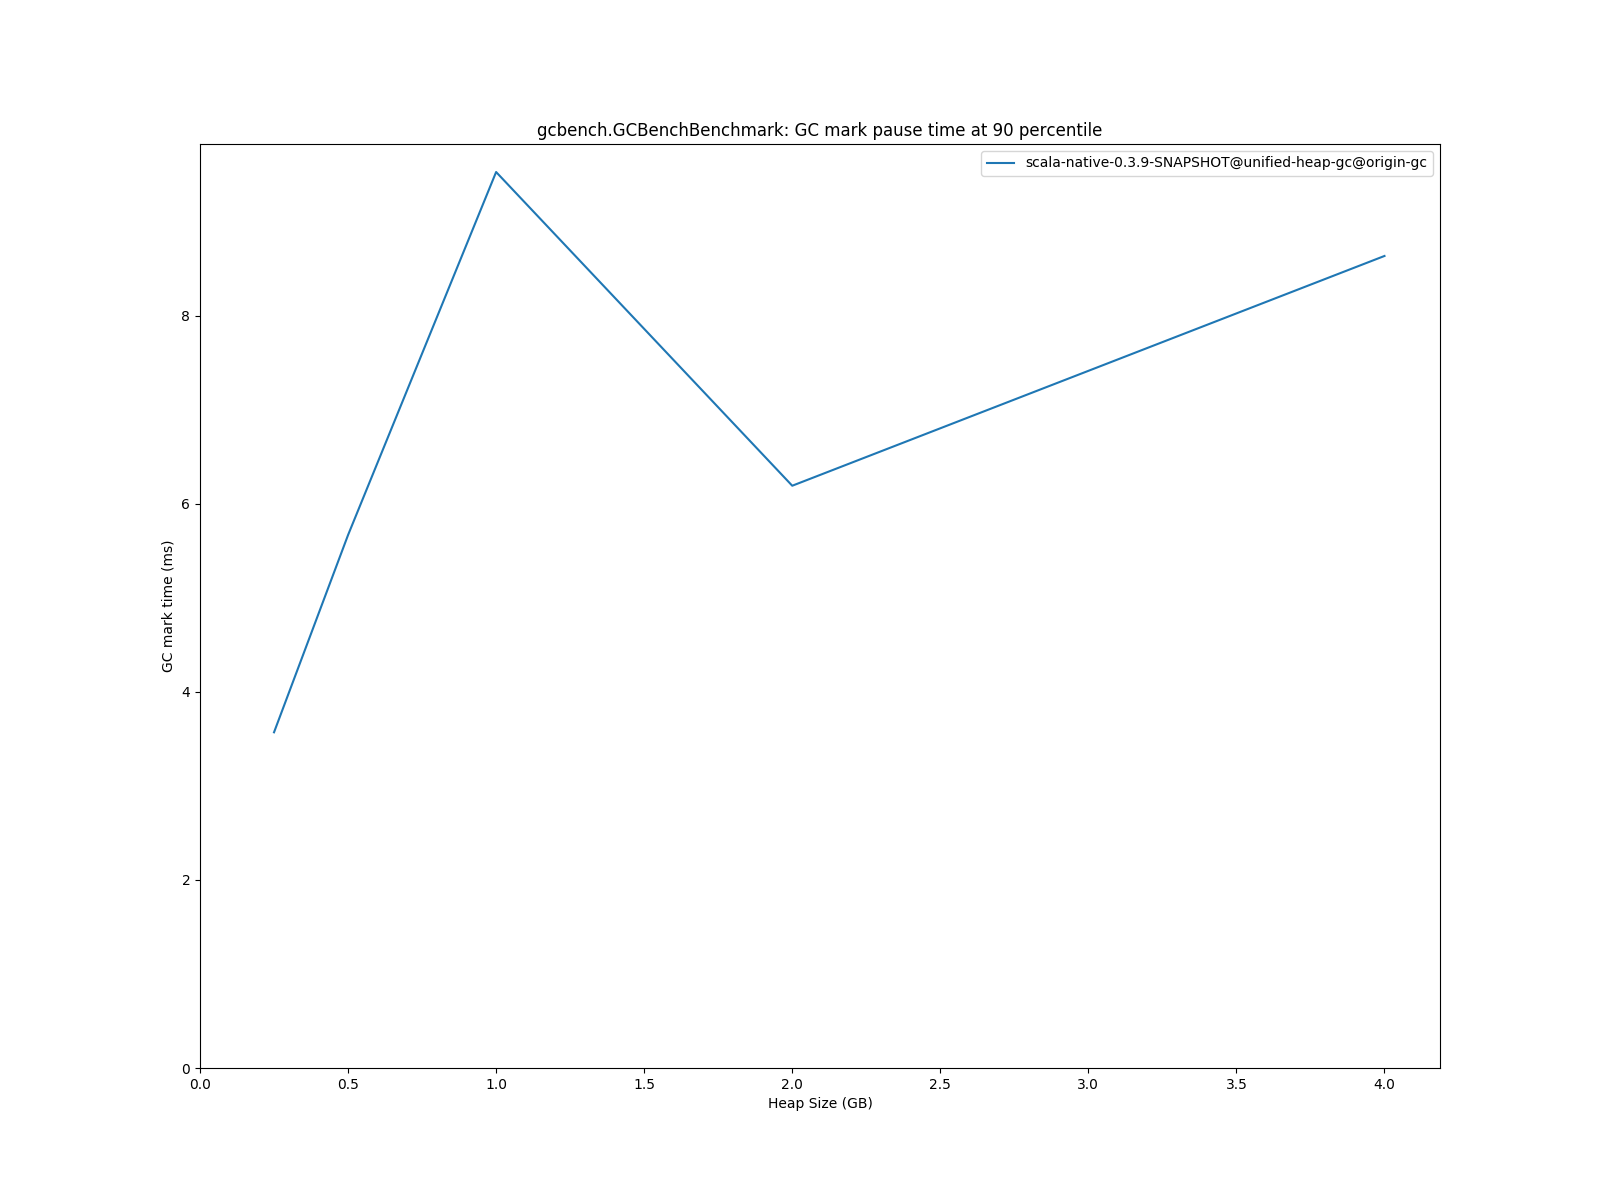 gcbench.GCBenchBenchmark: GC mark pause time at 90 percentile
scala-native-0.3.9-SNAPSHOT@unified-heap-gc@origin-gc
8
6
4
2
0
GC mark time (ms)
0.0 0.5 1.0 1.5 2.0 2.5 3.0 3.5 4.0
Heap Size (GB)